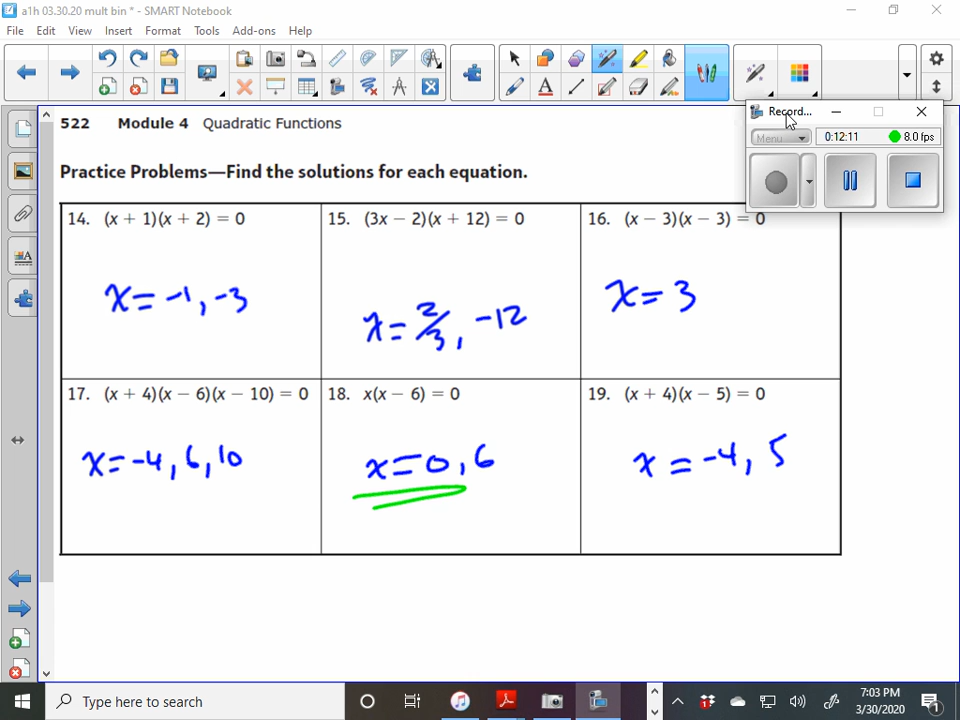 a1h 03.30.20 mult bin * - SMART Notebook
File Edit View Insert Format Tools Add-ons Help
Record...
Menu
0:12:11
8.0 fps
522 Module 4 Quadratic Functions
Practice Problems—Find the solutions for each equation.
14. (x + 1)(x + 2) = 0
x = -1, -3
15. (3x − 2)(x + 12) = 0
x = 2/3, -12
16. (x − 3)(x − 3) = 0
x = 3
17. (x + 4)(x − 6)(x − 10) = 0
x = -4, 6, 10
18. x(x − 6) = 0
x = 0, 6
19. (x + 4)(x − 5) = 0
x = -4, 5
Type here to search
7:03 PM
3/30/2020
1